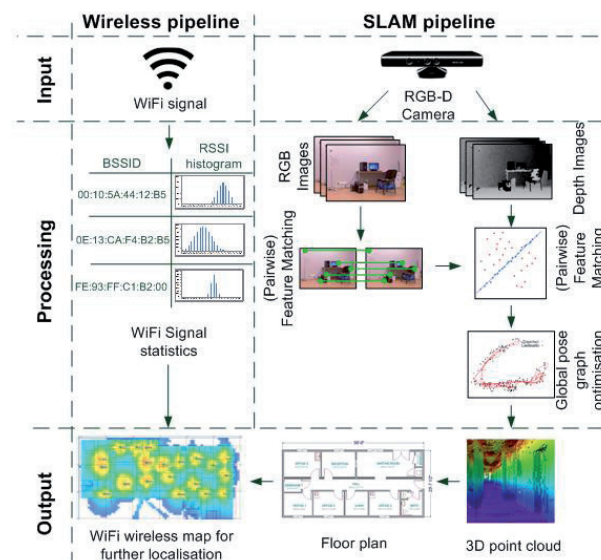 Wireless pipeline
SLAM pipeline
Input
WiFi signal
RGB-D
Camera
Processing
BSSID
RSSI
histogram
00:10:5A:44:12:B5
0E:13:CA:F4:B2:B5
FE:93:FF:C1:B2:00
WiFi Signal
statistics
RGB
Images
Depth Images
(Pairwise)
Feature Matching
(Pairwise)
Feature Matching
Global pose
graph
optimisation
Output
WiFi wireless map for
further localisation
Floor plan
3D point cloud